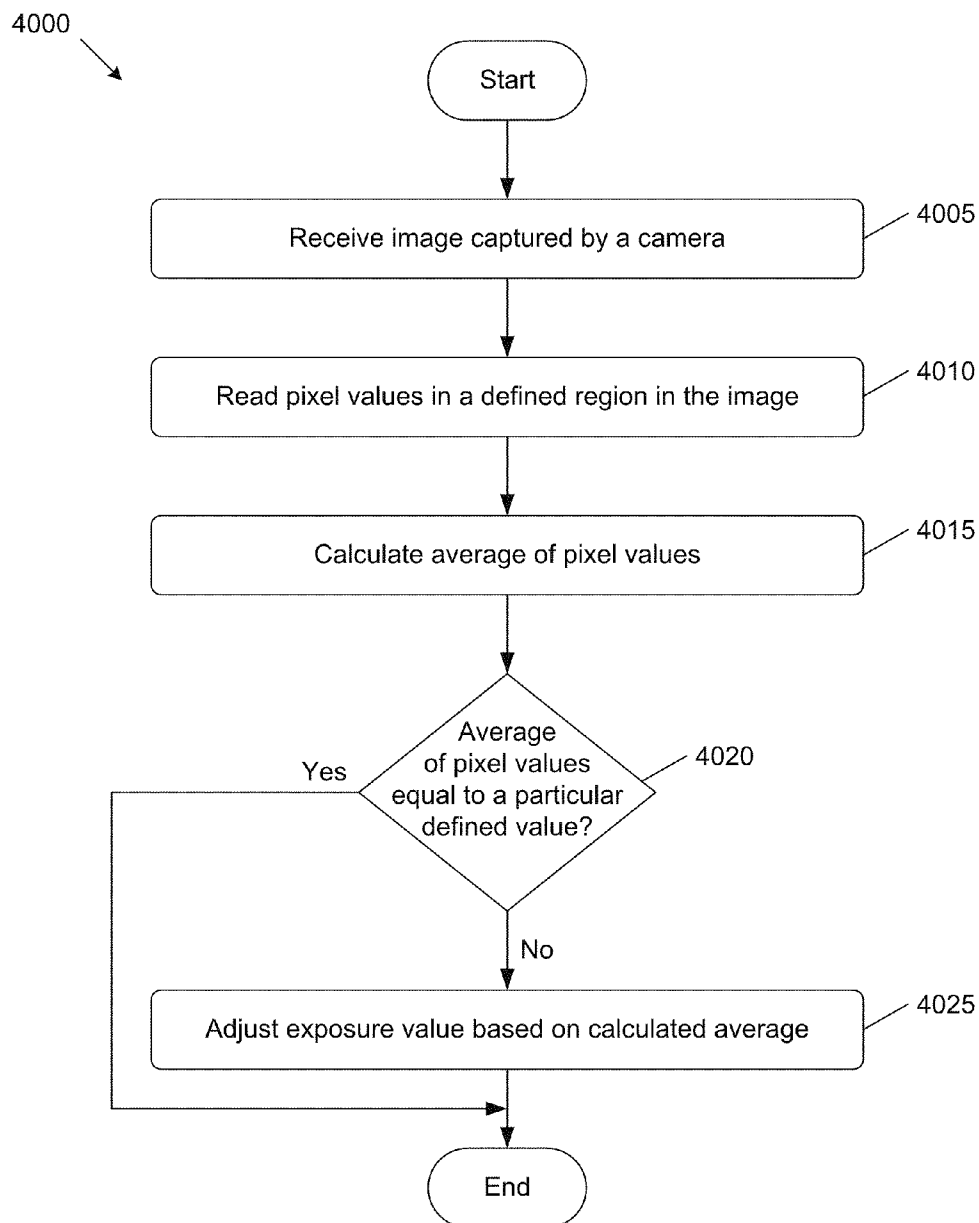 4000
Start
Receive image captured by a camera
4005
Read pixel values in a defined region in the image
4010
Calculate average of pixel values
4015
Average
of pixel values
equal to a particular
defined value?
4020
Yes
No
Adjust exposure value based on calculated average
4025
End